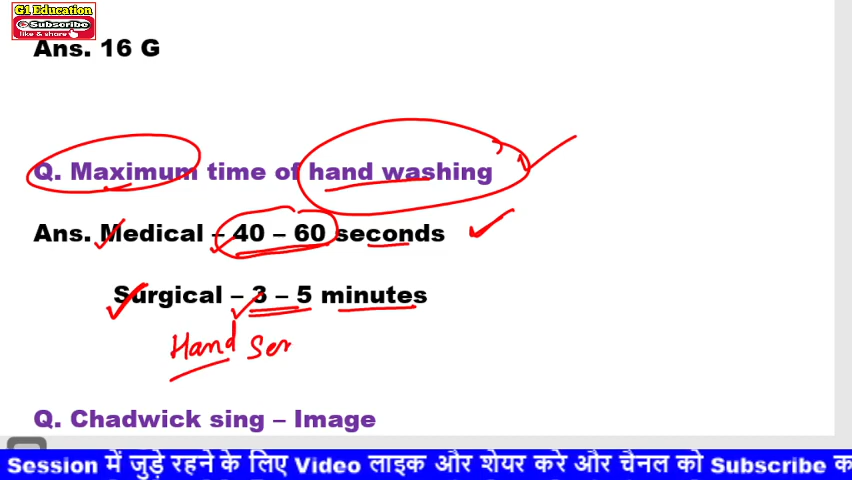 G1 Education
Subscribe
like & share
Ans. 16 G
Q. Maximum time of hand washing
Ans. Medical – 40 – 60 seconds
Surgical – 3 – 5 minutes
Hand Ser
Q. Chadwick sing – Image
Session में जुड़े रहने के लिए Video लाइक और शेयर करे और चैनल को Subscribe क